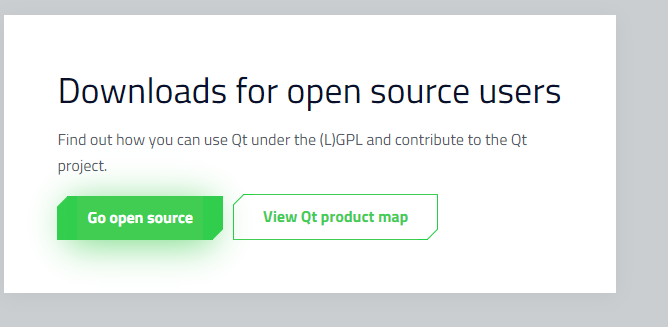 Downloads for open source users
Find out how you can use Qt under the (L)GPL and contribute to the Qt
project.
Go open source
View Qt product map